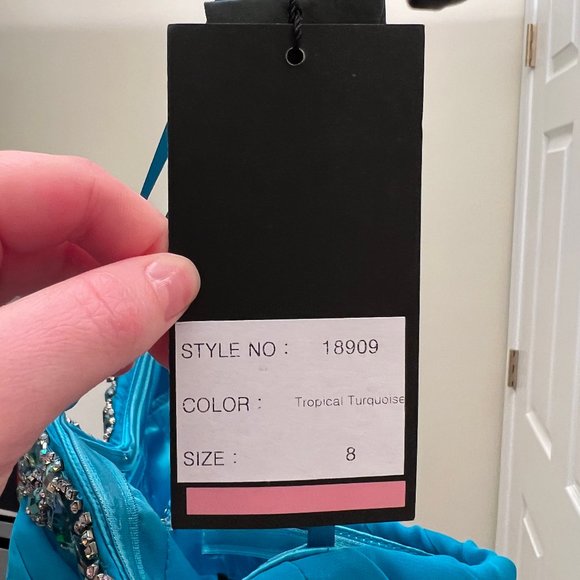 STYLE NO : 18909
COLOR : Tropical Turquoise
SIZE : 8